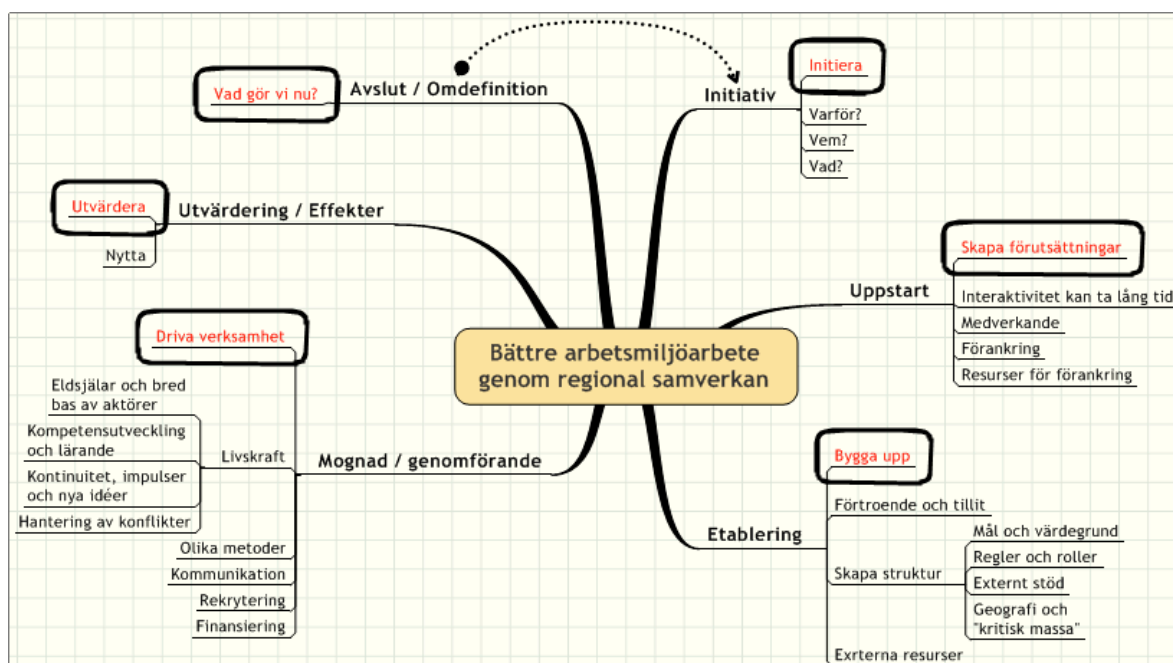 Bättre arbetsmiljöarbete
genom regional samverkan
Initiativ
Initiera
Varför?
Vem?
Vad?
Uppstart
Skapa förutsättningar
Interaktivitet kan ta lång tid
Medverkande
Förankring
Resurser för förankring
Etablering
Bygga upp
Förtroende och tillit
Skapa struktur
Mål och värdegrund
Regler och roller
Externt stöd
Geografi och
"kritisk massa"
Exrterna resurser
Mognad / genomförande
Driva verksamhet
Livskraft
Eldsjälar och bred
bas av aktörer
Kompetensutveckling
och lärande
Kontinuitet, impulser
och nya idéer
Hantering av konflikter
Olika metoder
Kommunikation
Rekrytering
Finansiering
Utvärdering / Effekter
Utvärdera
Nytta
Avslut / Omdefinition
Vad gör vi nu?